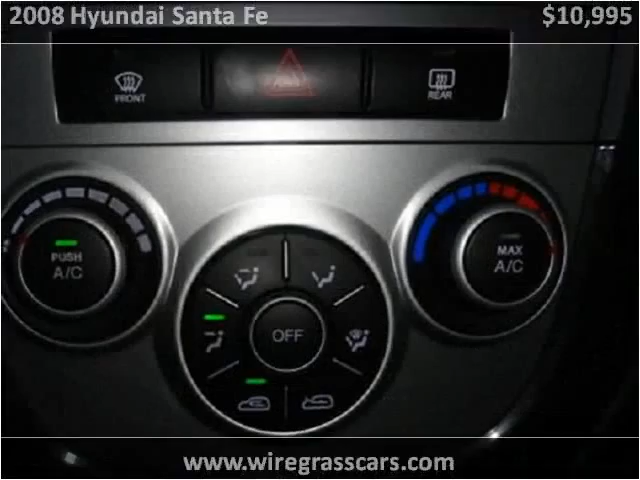 2008 Hyundai Santa Fe $10,995
FRONT
REAR
PUSH
A/C
MAX
A/C
OFF
www.wiregrasscars.com